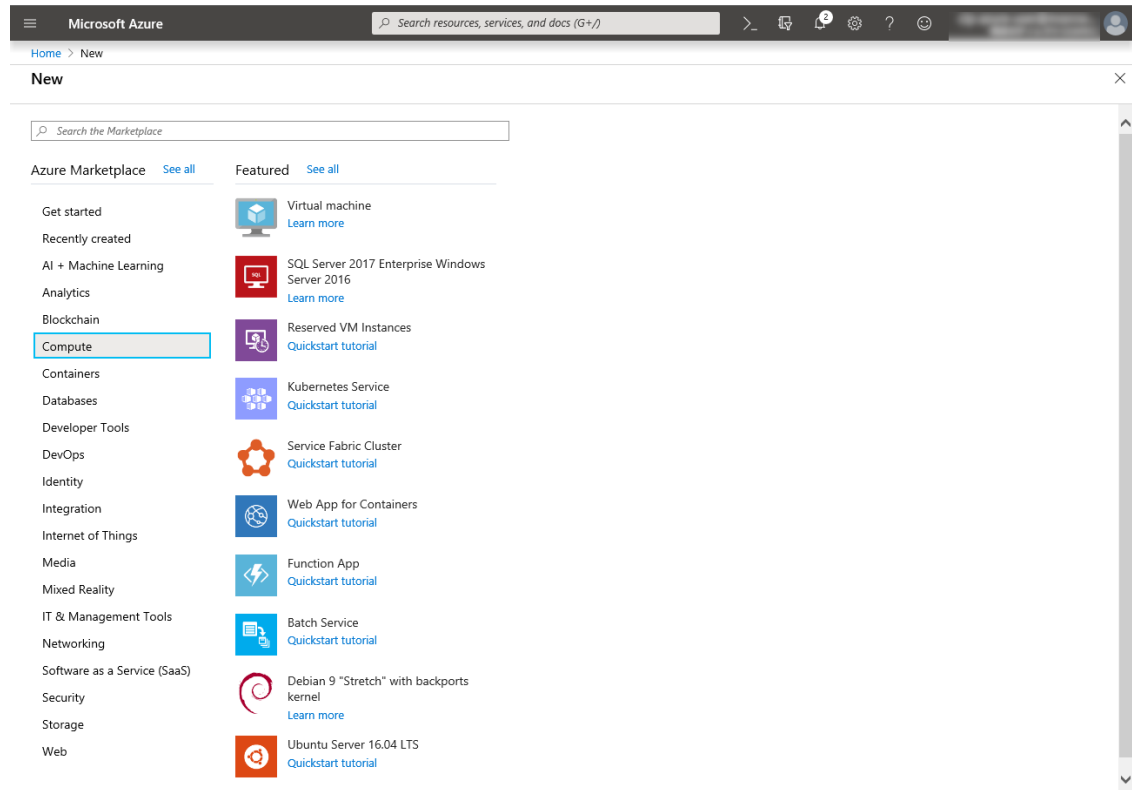 Microsoft Azure
Search resources, services, and docs (G+/)
2
Home > New
New
Search the Marketplace
Azure Marketplace See all
Get started
Recently created
AI + Machine Learning
Analytics
Blockchain
Compute
Containers
Databases
Developer Tools
DevOps
Identity
Integration
Internet of Things
Media
Mixed Reality
IT & Management Tools
Networking
Software as a Service (SaaS)
Security
Storage
Web
Featured See all
Virtual machine
Learn more
SQL
SQL Server 2017 Enterprise Windows
Server 2016
Learn more
Reserved VM Instances
Quickstart tutorial
Kubernetes Service
Quickstart tutorial
Service Fabric Cluster
Quickstart tutorial
Web App for Containers
Quickstart tutorial
Function App
Quickstart tutorial
Batch Service
Quickstart tutorial
Debian 9 "Stretch" with backports
kernel
Learn more
Ubuntu Server 16.04 LTS
Quickstart tutorial